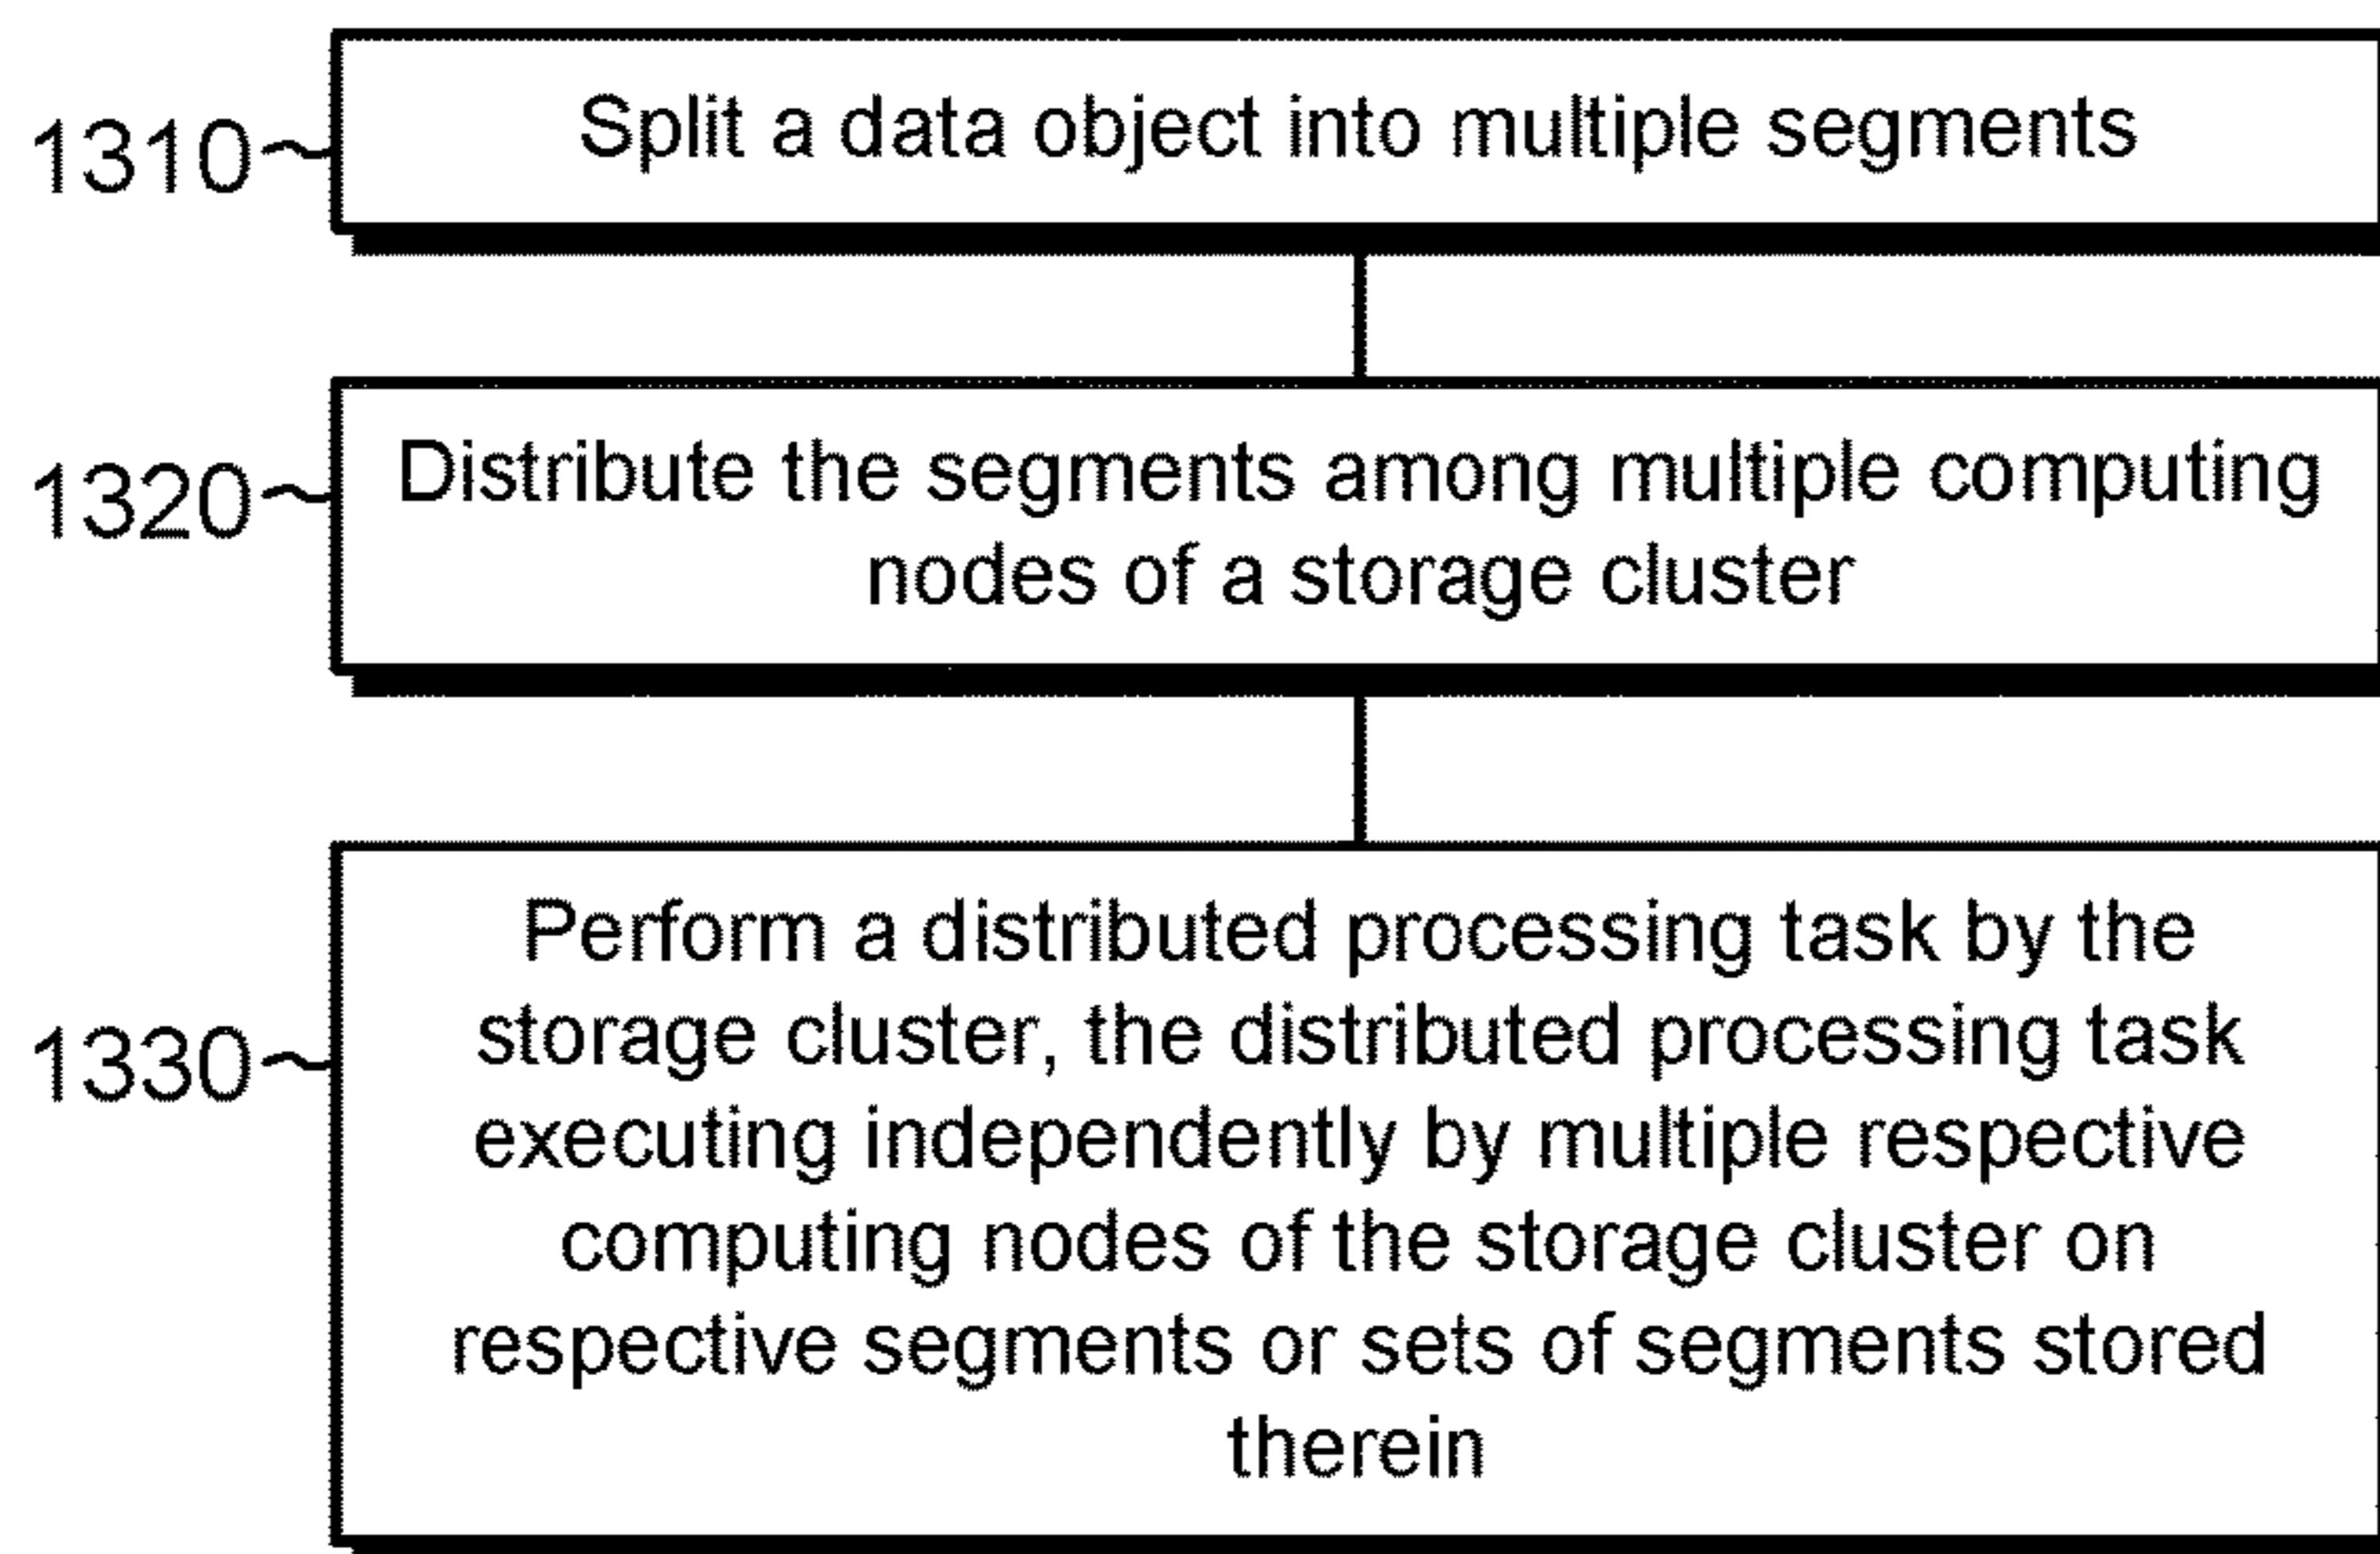 1310
Split a data object into multiple segments
1320
Distribute the segments among multiple computing
nodes of a storage cluster
1330
Perform a distributed processing task by the
storage cluster, the distributed processing task
executing independently by multiple respective
computing nodes of the storage cluster on
respective segments or sets of segments stored
therein